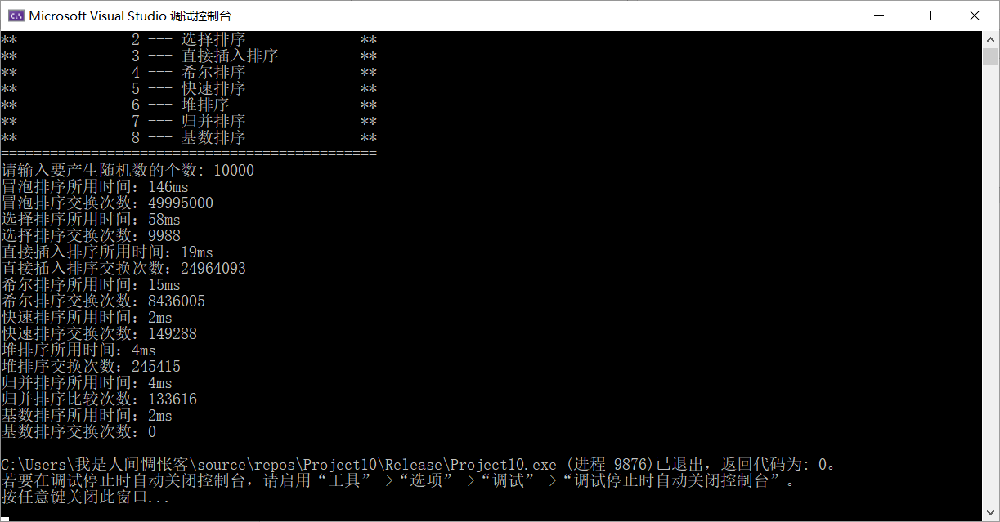 Microsoft Visual Studio 调试控制台
** 2 --- 选择排序 **
** 3 --- 直接插入排序 **
** 4 --- 希尔排序 **
** 5 --- 快速排序 **
** 6 --- 堆排序 **
** 7 --- 归并排序 **
** 8 --- 基数排序 **
==============================================
请输入要产生随机数的个数: 10000
冒泡排序所用时间: 146ms
冒泡排序交换次数: 49995000
选择排序所用时间: 58ms
选择排序交换次数: 9988
直接插入排序所用时间: 19ms
直接插入排序交换次数: 24964093
希尔排序所用时间: 15ms
希尔排序交换次数: 8436005
快速排序所用时间: 2ms
快速排序交换次数: 149288
堆排序所用时间: 4ms
堆排序交换次数: 245415
归并排序所用时间: 4ms
归并排序比较次数: 133616
基数排序所用时间: 2ms
基数排序交换次数: 0
C:\Users\我是人间惆怅客\source\repos\Project10\Release\Project10.exe (进程 9876)已退出，返回代码为: 0。
若要在调试停止时自动关闭控制台，请启用“工具”->“选项”->“调试”->“调试停止时自动关闭控制台”。
按任意键关闭此窗口...